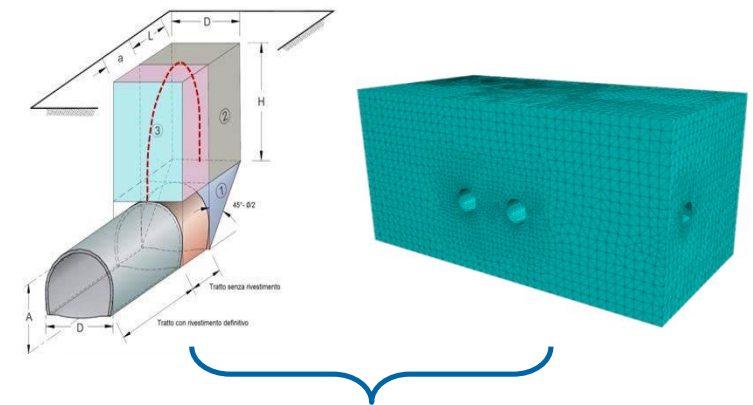 D
L
a
H
②
③
①
45°- Ø/2
Tratto senza rivestimento
A
D
Tratto con rivestimento definitivo